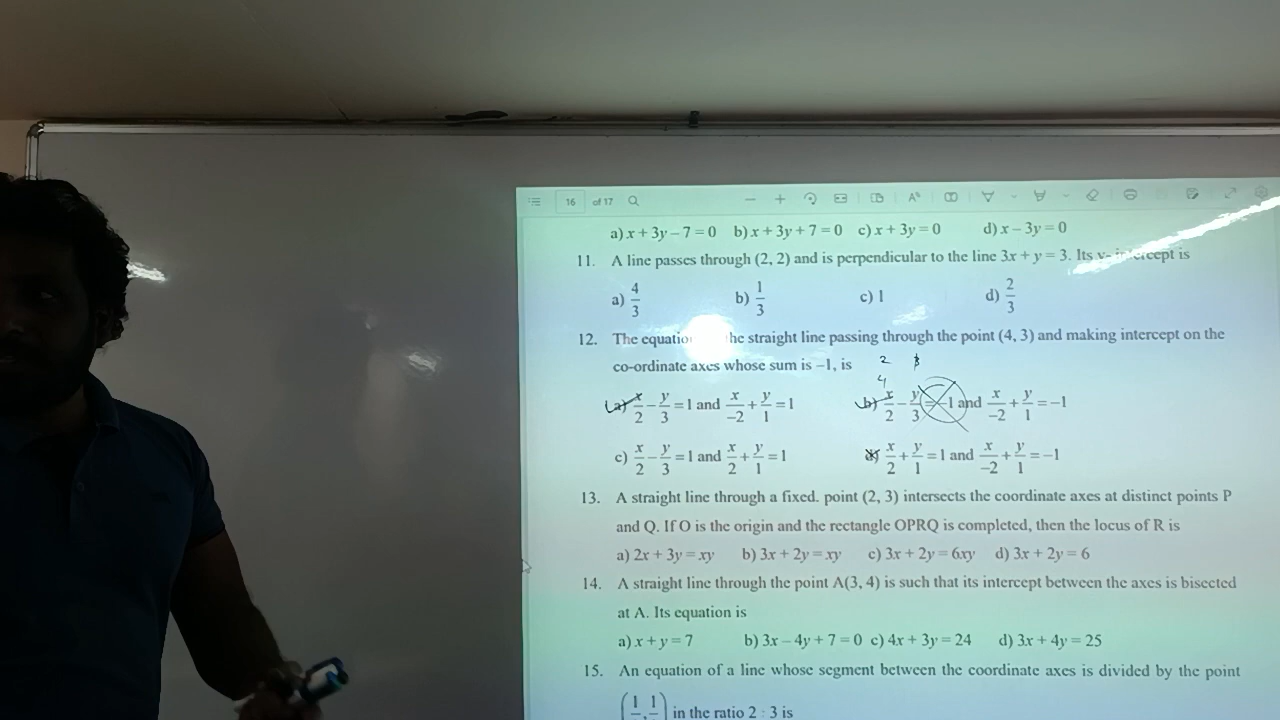 16 of 17
a) x + 3y – 7 = 0 b) x + 3y + 7 = 0 c) x + 3y = 0 d) x – 3y = 0
11. A line passes through (2, 2) and is perpendicular to the line 3x + y = 3. Its y- intercept is
a) 4/3 b) 1/3 c) 1 d) 2/3
12. The equatio he straight line passing through the point (4, 3) and making intercept on the
co-ordinate axes whose sum is –1, is
2
4
a) x/2 – y/3 = 1 and x/-2 + y/1 = 1 b) x/2 – y/3 = –1 and x/-2 + y/1 = –1
c) x/2 – y/3 = 1 and x/2 + y/1 = 1 d) x/2 + y/1 = 1 and x/-2 + y/1 = –1
13. A straight line through a fixed. point (2, 3) intersects the coordinate axes at distinct points P
and Q. If O is the origin and the rectangle OPRQ is completed, then the locus of R is
a) 2x + 3y = xy b) 3x + 2y = xy c) 3x + 2y = 6xy d) 3x + 2y = 6
14. A straight line through the point A(3, 4) is such that its intercept between the axes is bisected
at A. Its equation is
a) x + y = 7 b) 3x – 4y + 7 = 0 c) 4x + 3y = 24 d) 3x + 4y = 25
15. An equation of a line whose segment between the coordinate axes is divided by the point
in the ratio 2 : 3 is